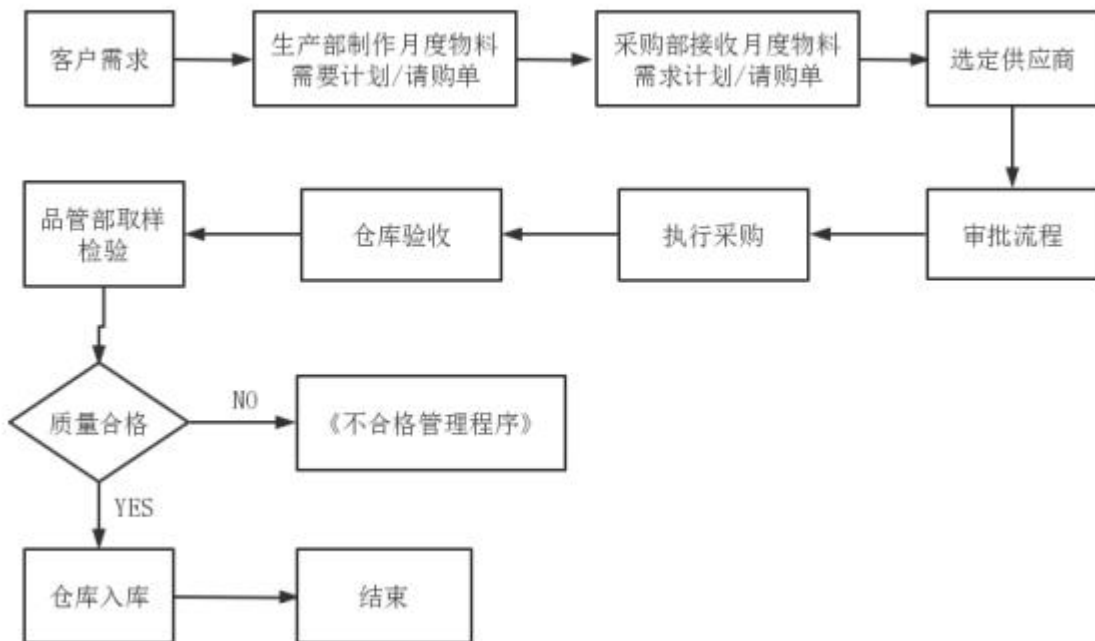 客户需求
生产部制作月度物料
需要计划/请购单
采购部接收月度物料
需求计划/请购单
选定供应商
审批流程
执行采购
仓库验收
品管部取样
检验
质量合格
NO
《不合格管理程序》
YES
仓库入库
结束